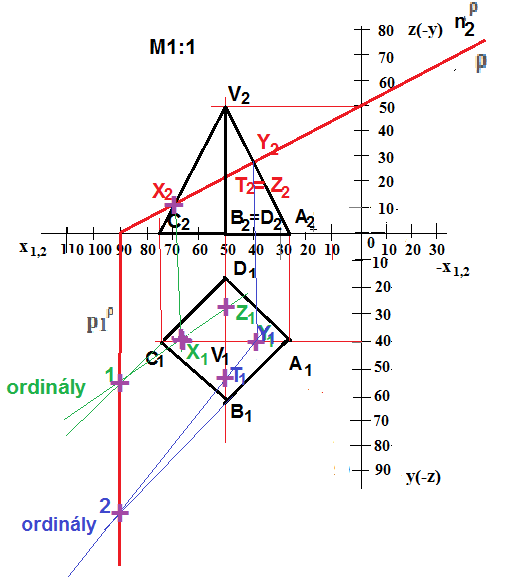 80 z(-y) n₂ᵖ
M1:1
70 p
60
V₂ 50
Y₂ 40
30
X₂ T₂= Z₂ 20
C₂ B₂=D₂ A₂ 10
x₁,₂ 110 100 90 80 70 60 50 40 30 20 10 0 10 20 30 -x₁,₂
D₁ 10
20
p₁ᵖ Z₁ 30
Y₁ 40
C₁ X₁ V₁ A₁
1 T₁ 50
ordinály
B₁ 60
70
80
2 90 y(-z)
ordinály